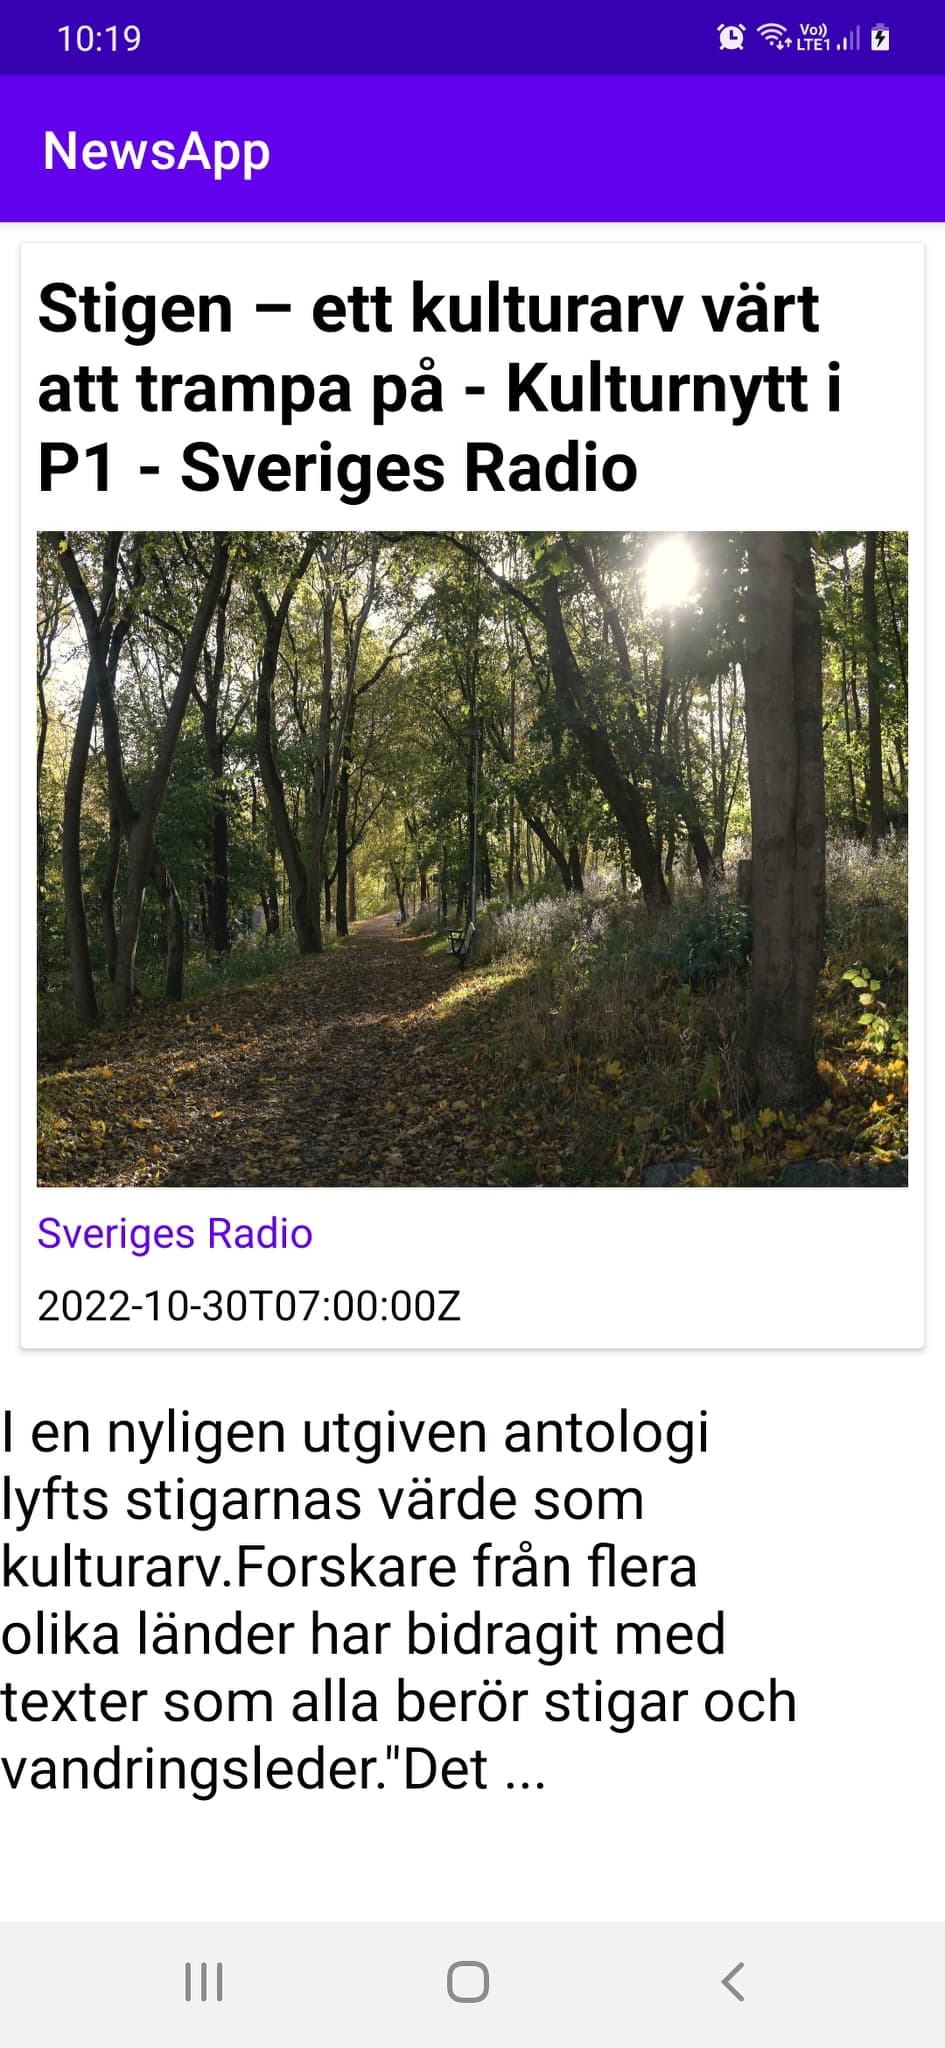 10:19
Vo))
LTE1
NewsApp
Stigen – ett kulturarv värt
att trampa på - Kulturnytt i
P1 - Sveriges Radio
Sveriges Radio
2022-10-30T07:00:00Z
I en nyligen utgiven antologi
lyfts stigarnas värde som
kulturarv.Forskare från flera
olika länder har bidragit med
texter som alla berör stigar och
vandringsleder."Det ...